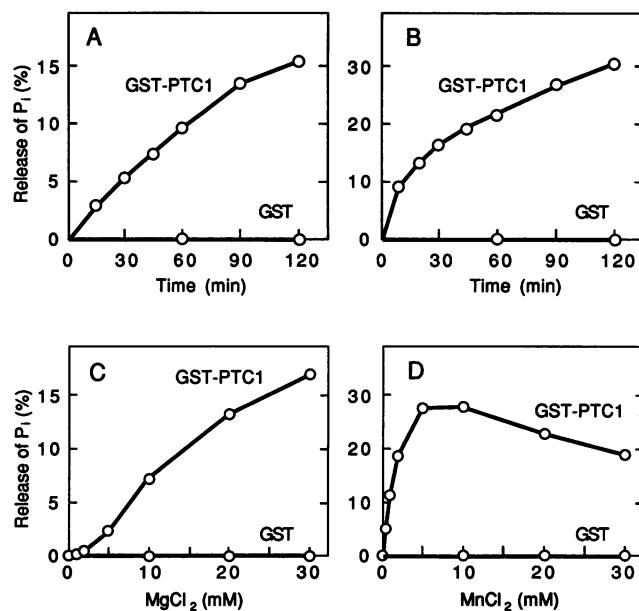 A
B
Release of Pi (%)
15
10
5
0
GST-PTC1
GST
0 30 60 90 120
Time (min)
30
20
10
0
GST-PTC1
GST
0 30 60 90 120
Time (min)
C
D
Release of Pi (%)
15
10
5
0
GST-PTC1
GST
0 10 20 30
MgCl2 (mM)
30
20
10
0
GST-PTC1
GST
0 10 20 30
MnCl2 (mM)